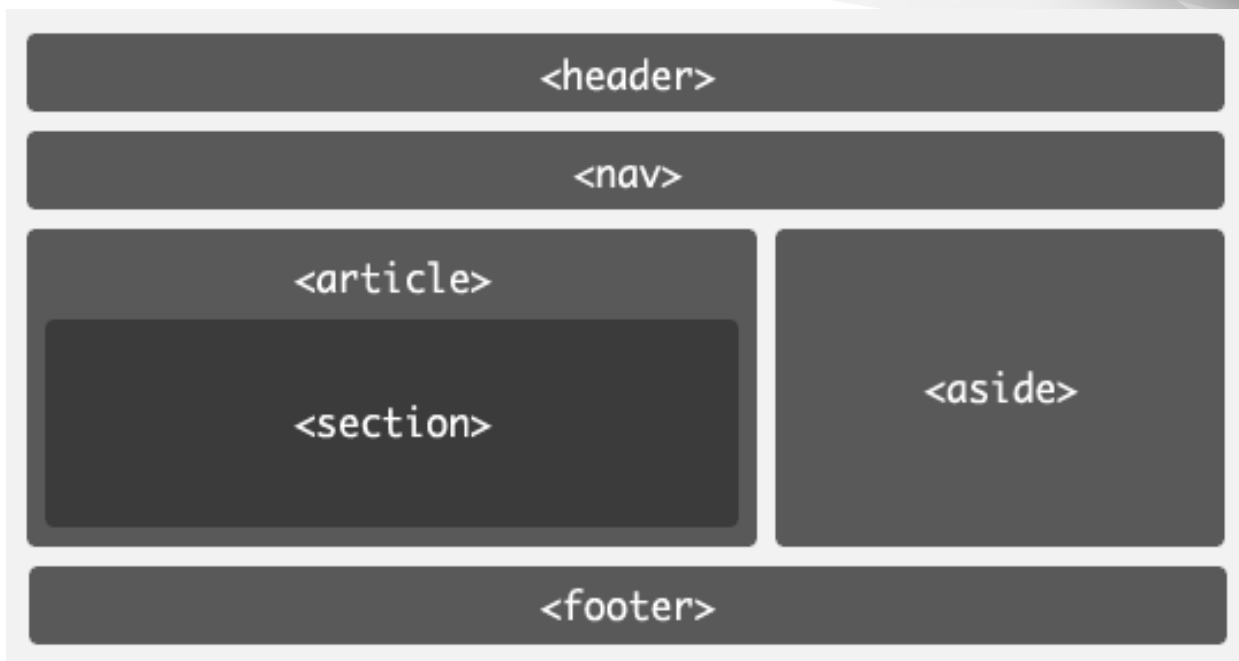 <header>
<nav>
<article>
<section>
<aside>
<footer>